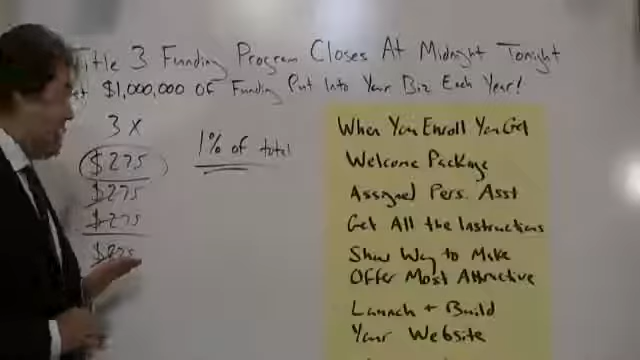 Title 3 Funding Program Closes At Midnight Tonight
$1,000,000 Of Funding Put Into Your Biz Each Year!
3 X
$275
$275
$275
1% of total
When You Enroll You Get
Welcome Package
Assigned Pers. Asst
Get All the Instructions
Show Way to Make
Offer Most Attractive
Launch + Build
Your Website